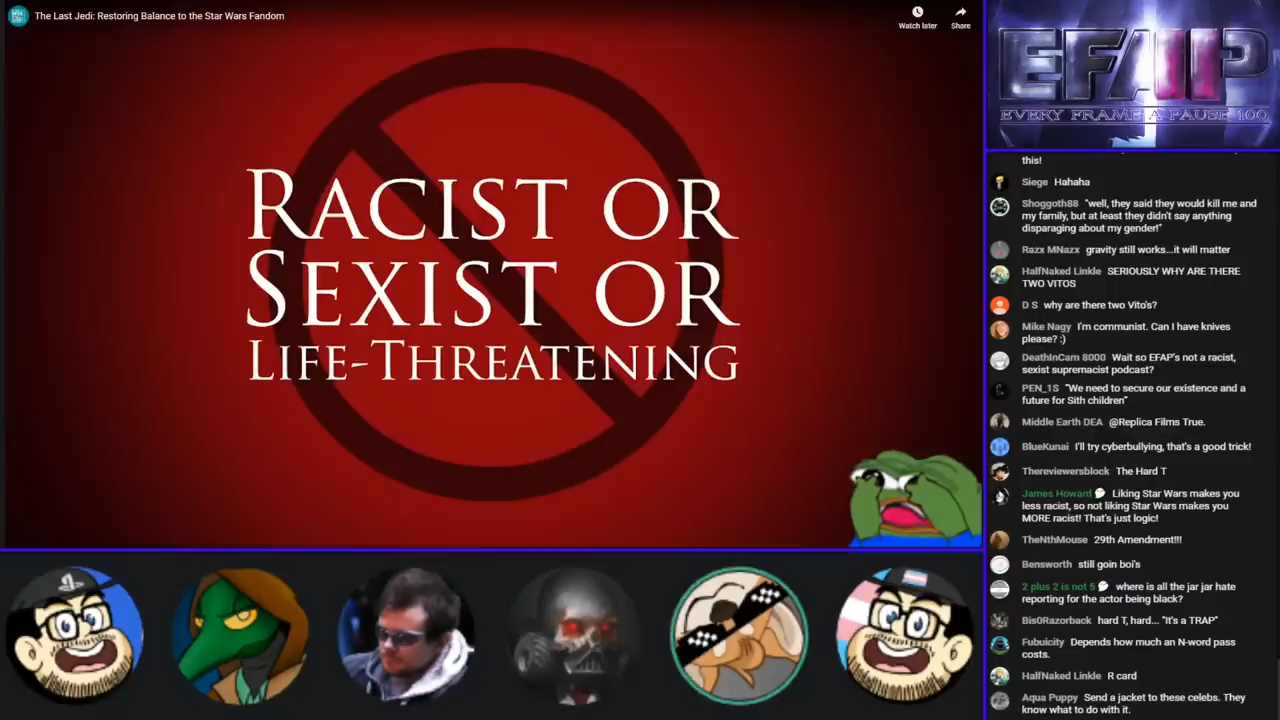 The Last Jedi: Restoring Balance to the Star Wars Fandom
Watch later
Share
RACIST OR
SEXIST OR
LIFE-THREATENING
EFAP
EVERY FRAME A PAUSE 100
this!
Siege Hahaha
Shoggoth88 "well, they said they would kill me and
my family, but at least they didn't say anything
disparaging about my gender!"
Razx MNazx gravity still works...it will matter
HalfNaked Linkle SERIOUSLY WHY ARE THERE
TWO VITOS
D S why are there two Vito's?
Mike Nagy I'm communist. Can I have knives
please? :)
DeathInCam 8000 Wait so EFAP's not a racist,
sexist supremacist podcast?
PEN_1S "We need to secure our existence and a
future for Sith children"
Middle Earth DEA @Replica Films True.
BlueKunai I'll try cyberbullying, that's a good trick!
Thereviewersblock The Hard T
James Howard Liking Star Wars makes you
less racist, so not liking Star Wars makes you
MORE racist! That's just logic!
TheNthMouse 29th Amendment!!!
Bensworth still goin boi's
2 plus 2 is not 5 where is all the jar jar hate
reporting for the actor being black?
Bis0Razorback hard T, hard... "It's a TRAP"
Fubuicity Depends how much an N-word pass
costs.
HalfNaked Linkle R card
Aqua Puppy Send a jacket to these celebs. They
know what to do with it.